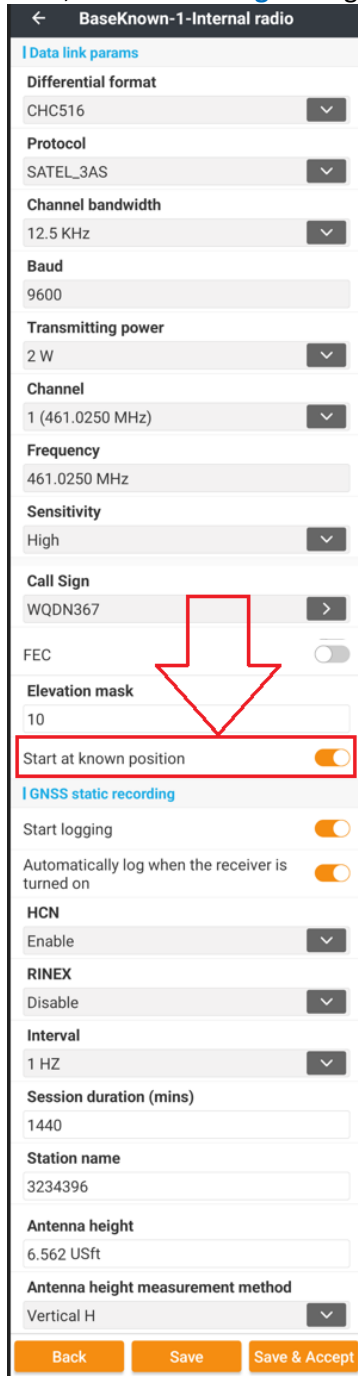 ← BaseKnown-1-Internal radio
Data link params
Differential format
CHC516
Protocol
SATEL_3AS
Channel bandwidth
12.5 KHz
Baud
9600
Transmitting power
2 W
Channel
1 (461.0250 MHz)
Frequency
461.0250 MHz
Sensitivity
High
Call Sign
WQDN367
FEC
Elevation mask
10
Start at known position
GNSS static recording
Start logging
Automatically log when the receiver is
turned on
HCN
Enable
RINEX
Disable
Interval
1 HZ
Session duration (mins)
1440
Station name
3234396
Antenna height
6.562 USft
Antenna height measurement method
Vertical H
Back Save Save & Accept